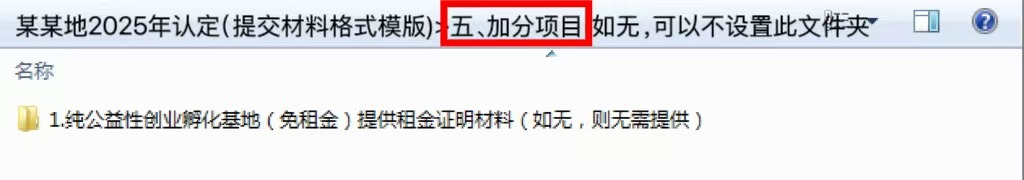 某某地2025年认定(提交材料格式模版)>五、加分项目 如无,可以不设置此文件夹
名称
1.纯公益性创业孵化基地（免租金）提供租金证明材料（如无，则无需提供）